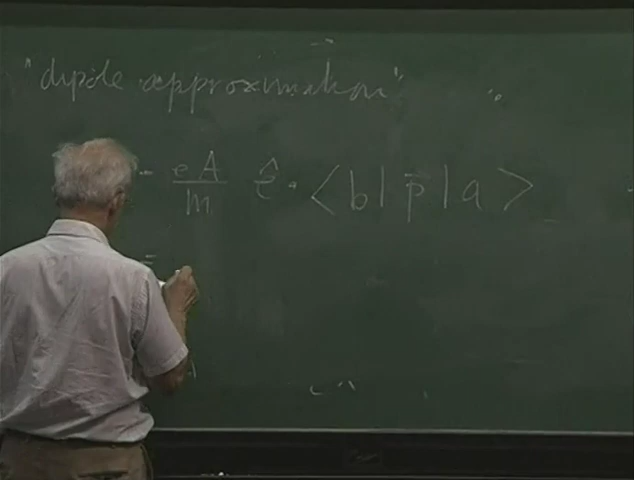 "dipole approximation"
- eA/m ε̂ · <b| p⃗ |a>
=